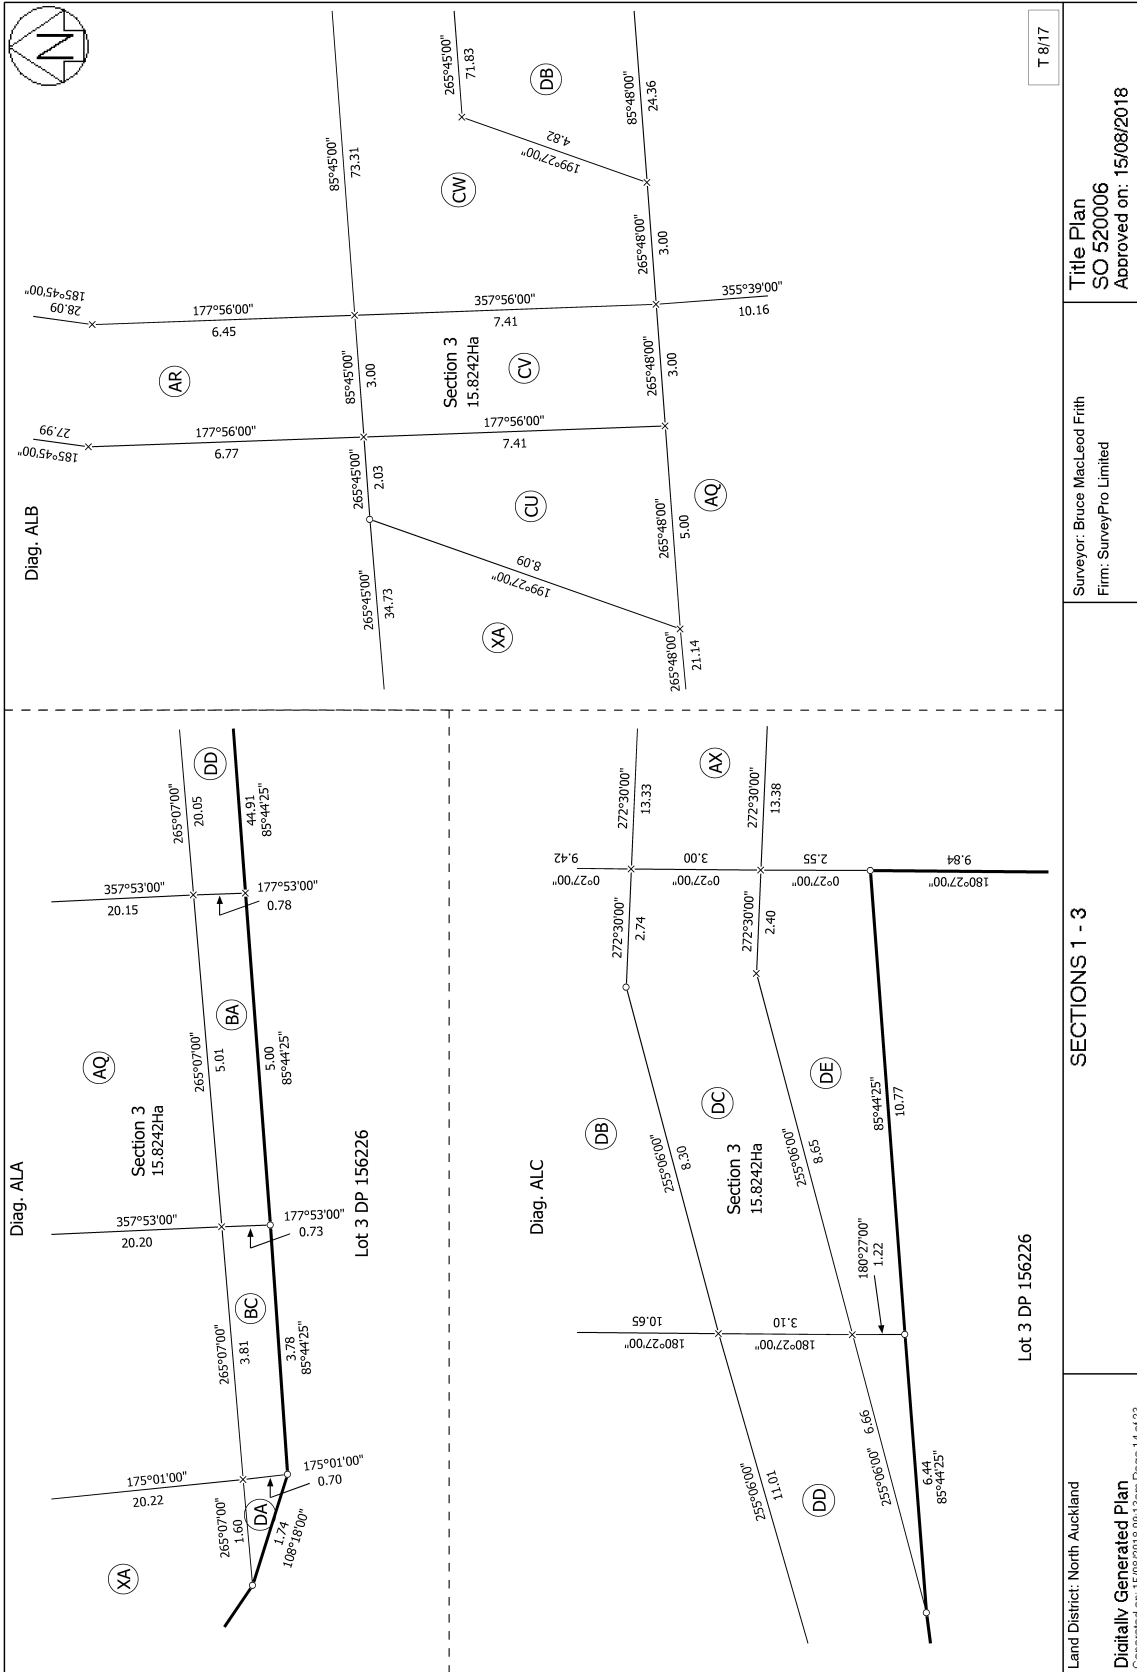 Diag. ALA
XA
175°01'00"
20.22
265°07'00"
1.60
DA
1.74
108°18'00"
175°01'00"
0.70
265°07'00"
3.81
BC
3.78
85°44'25"
357°53'00"
20.20
177°53'00"
0.73
AQ
Section 3
15.8242Ha
265°07'00"
5.01
BA
5.00
85°44'25"
Lot 3 DP 156226
357°53'00"
20.15
177°53'00"
0.78
265°07'00"
20.05
DD
44.91
85°44'25"
Diag. ALB
185°45'00"
27.99
185°45'00"
28.09
AR
177°56'00"
6.77
177°56'00"
6.45
85°45'00"
73.31
265°45'00"
71.83
DB
CW
199°27'00"
4.82
85°48'00"
24.36
265°45'00"
34.73
265°45'00"
2.03
85°45'00"
3.00
Section 3
15.8242Ha
CV
357°56'00"
7.41
177°56'00"
7.41
CU
199°27'00"
8.09
XA
265°48'00"
21.14
265°48'00"
5.00
AQ
265°48'00"
3.00
265°48'00"
3.00
355°39'00"
10.16
Diag. ALC
DB
0°27'00"
9.42
272°30'00"
13.33
272°30'00"
2.74
0°27'00"
3.00
AX
272°30'00"
13.38
272°30'00"
2.40
0°27'00"
2.55
180°27'00"
9.84
255°06'00"
8.30
DC
Section 3
15.8242Ha
255°06'00"
8.65
DE
85°44'25"
10.77
180°27'00"
10.65
180°27'00"
3.10
180°27'00"
1.22
255°06'00"
11.01
DD
255°06'00"
6.66
6.44
85°44'25"
Lot 3 DP 156226
N
T 8/17
Land District: North Auckland
Digitally Generated Plan
Generated on: 15/08/2018 09:13am Page 14 of 23
SECTIONS 1 - 3
Surveyor: Bruce MacLeod Frith
Firm: SurveyPro Limited
Title Plan
SO 520006
Approved on: 15/08/2018